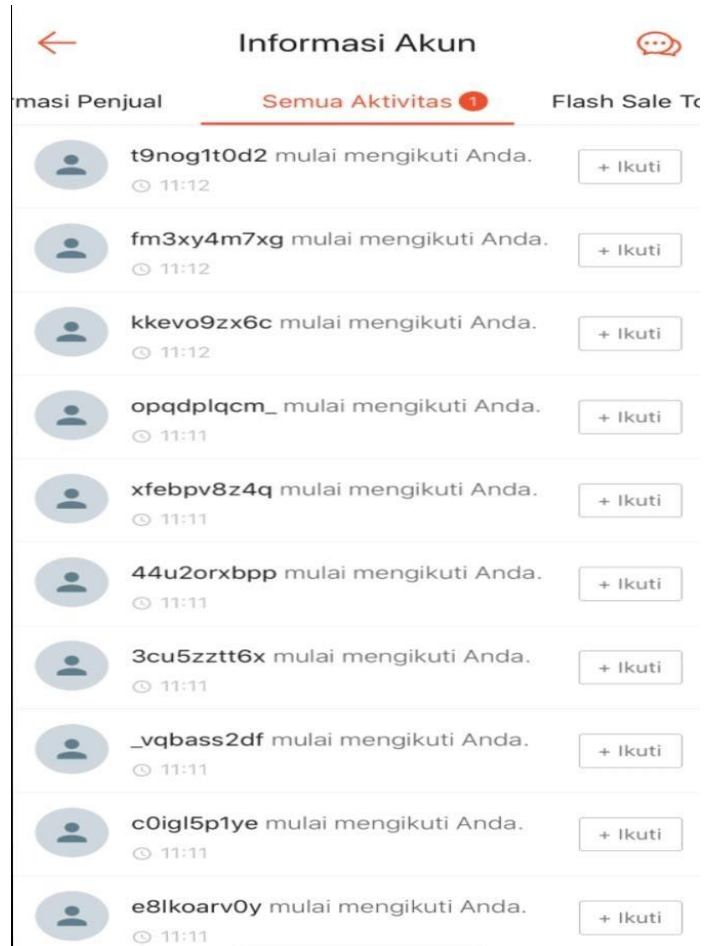 Informasi Akun
rmasi Penjual Semua Aktivitas 1 Flash Sale To
t9nog1t0d2 mulai mengikuti Anda. + Ikuti
11:12
fm3xy4m7xg mulai mengikuti Anda. + Ikuti
11:12
kkevo9zx6c mulai mengikuti Anda. + Ikuti
11:12
opqdplqcm_ mulai mengikuti Anda. + Ikuti
11:11
xfebpv8z4q mulai mengikuti Anda. + Ikuti
11:11
44u2orxbpp mulai mengikuti Anda. + Ikuti
11:11
3cu5zztt6x mulai mengikuti Anda. + Ikuti
11:11
_vqbass2df mulai mengikuti Anda. + Ikuti
11:11
c0igl5p1ye mulai mengikuti Anda. + Ikuti
11:11
e8lkoarv0y mulai mengikuti Anda. + Ikuti
11:11